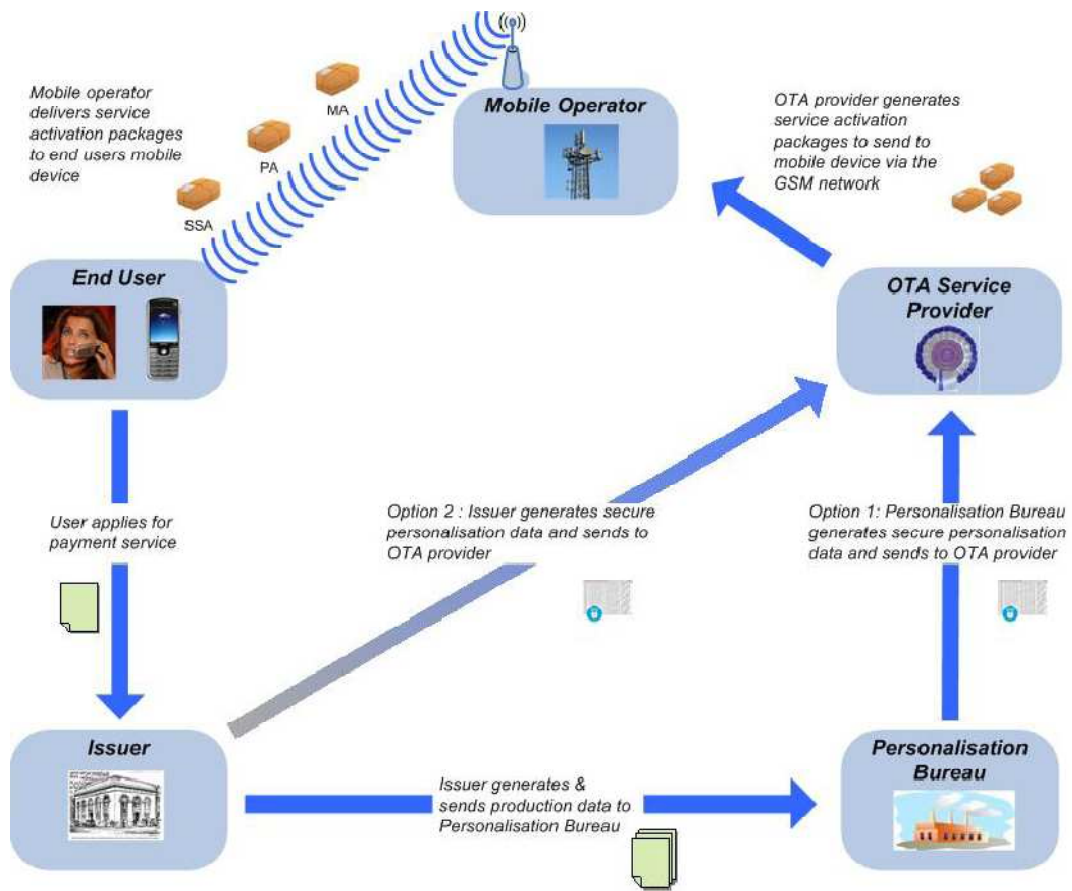 Mobile operator
delivers service
activation packages
to end users mobile
device
MA
PA
SSA
Mobile Operator
OTA provider generates
service activation
packages to send to
mobile device via the
GSM network
End User
OTA Service
Provider
User applies for
payment service
Option 2 : Issuer generates secure
personalisation data and sends to
OTA provider
Option 1: Personalisation Bureau
generates secure personalisation
data and sends to OTA provider
Issuer
Issuer generates &
sends production data to
Personalisation Bureau
Personalisation
Bureau